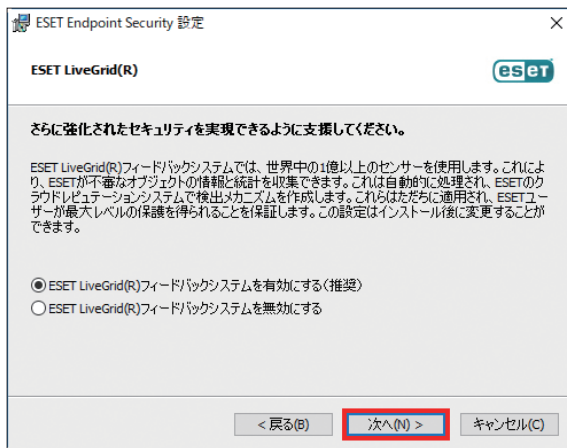 ESET Endpoint Security 設定
ESET LiveGrid(R)
eseT
さらに強化されたセキュリティを実現できるように支援してください。
ESET LiveGrid(R)フィードバックシステムでは、世界中の1億以上のセンサーを使用します。これによ
り、ESETが不審なオブジェクトの情報と統計を収集できます。これは自動的に処理され、ESETのク
ラウドレピュテーションシステムで検出メカニズムを作成します。これらはただちに適用され、ESETユー
ザーが最大レベルの保護を得られることを保証します。この設定はインストール後に変更することが
できます。
ESET LiveGrid(R)フィードバックシステムを有効にする(推奨)
ESET LiveGrid(R)フィードバックシステムを無効にする
< 戻る(B)
次へ(N) >
キャンセル(C)